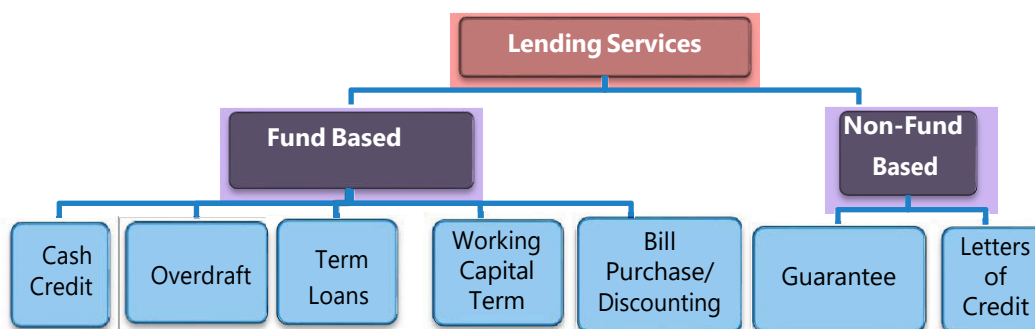 Lending Services
Fund Based
Non-Fund
Based
Cash
Credit
Overdraft
Term
Loans
Working
Capital
Term
Bill
Purchase/
Discounting
Guarantee
Letters
of
Credit